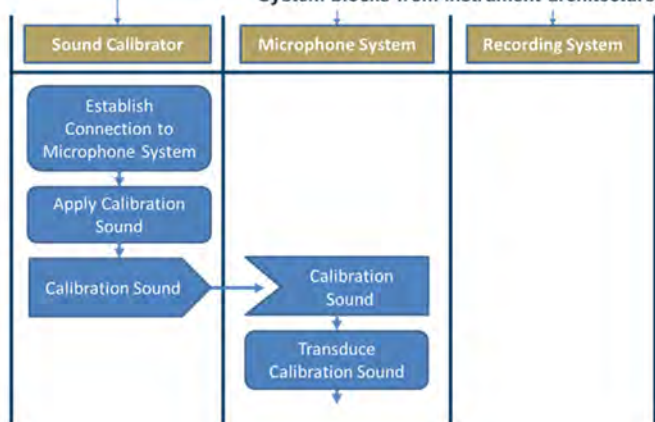 System blocks from instrument architecture
Sound Calibrator
Microphone System
Recording System
Establish
Connection to
Microphone System
Apply Calibration
Sound
Calibration Sound
Calibration
Sound
Transduce
Calibration Sound